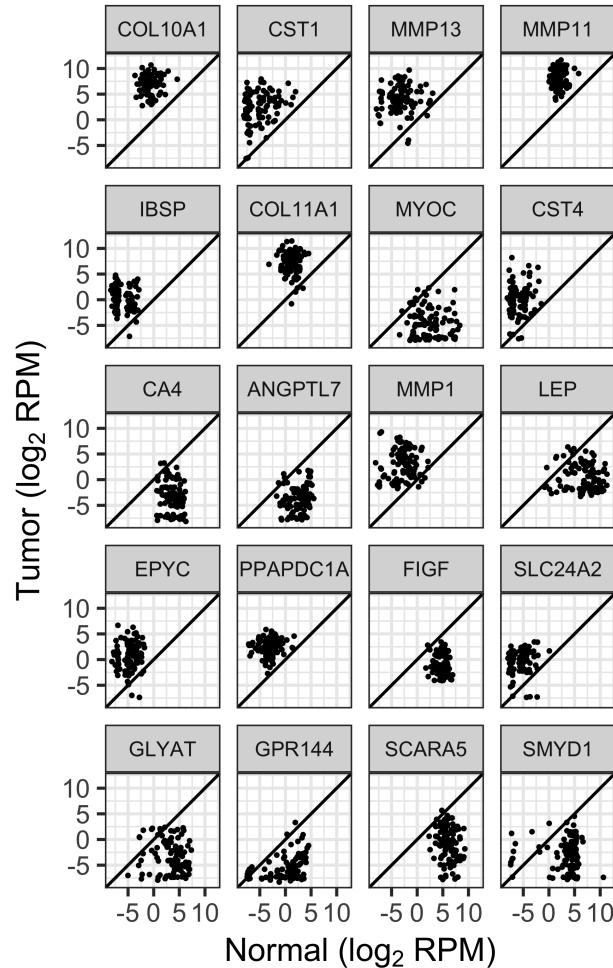 COL10A1 CST1 MMP13 MMP11
10
5
0
-5
IBSP COL11A1 MYOC CST4
10
5
0
-5
Tumor (log2 RPM)
CA4 ANGPTL7 MMP1 LEP
10
5
0
-5
EPYC PPAPDC1A FIGF SLC24A2
10
5
0
-5
GLYAT GPR144 SCARA5 SMYD1
10
5
0
-5
-5 0 5 10 -5 0 5 10 -5 0 5 10 -5 0 5 10
Normal (log2 RPM)